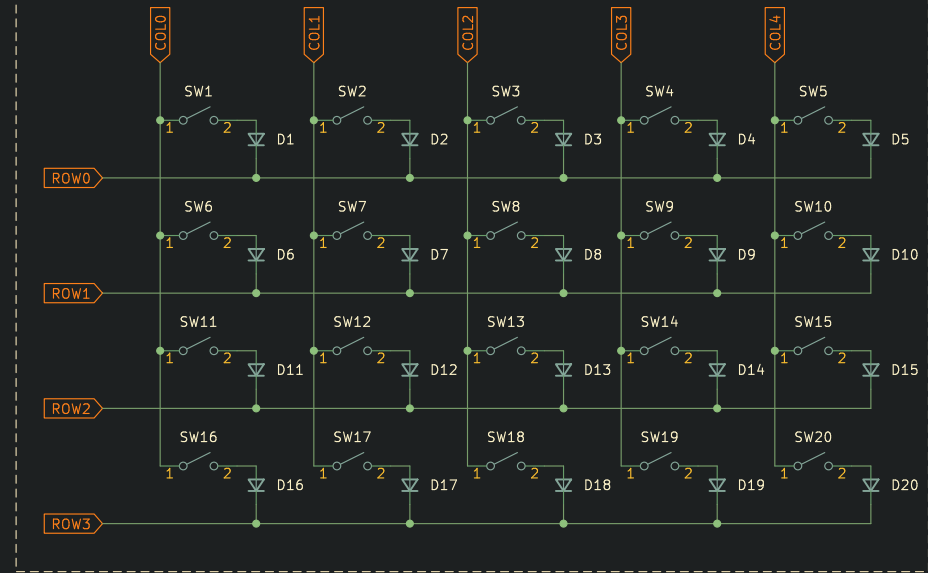 COL0 COL1 COL2 COL3 COL4
SW1 SW2 SW3 SW4 SW5
1 2 1 2 1 2 1 2 1 2
D1 D2 D3 D4 D5
ROW0
SW6 SW7 SW8 SW9 SW10
1 2 1 2 1 2 1 2 1 2
D6 D7 D8 D9 D10
ROW1
SW11 SW12 SW13 SW14 SW15
1 2 1 2 1 2 1 2 1 2
D11 D12 D13 D14 D15
ROW2
SW16 SW17 SW18 SW19 SW20
1 2 1 2 1 2 1 2 1 2
D16 D17 D18 D19 D20
ROW3